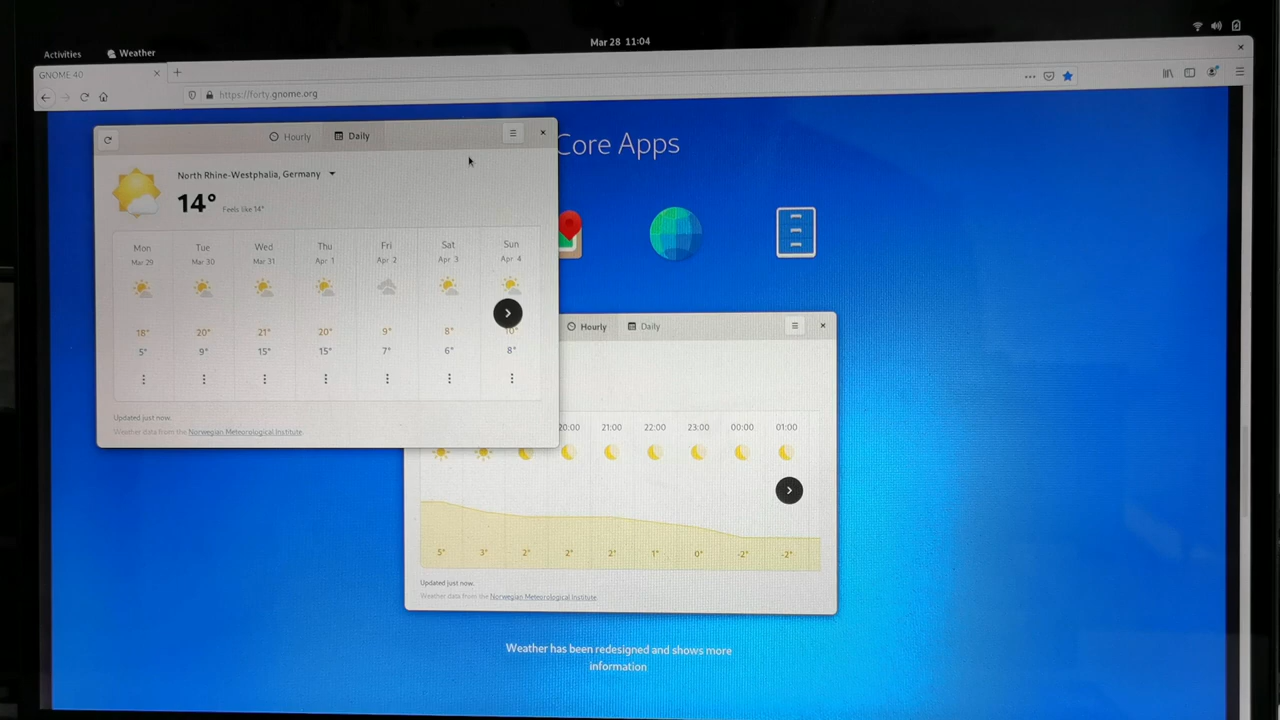 Mar 28 11:04
Activities
Weather
GNOME 40
https://forty.gnome.org
Core Apps
Hourly Daily
North Rhine-Westphalia, Germany
14° Feels like 14°
Mon Tue Wed Thu Fri Sat Sun
Mar 29 Mar 30 Mar 31 Apr 1 Apr 2 Apr 3 Apr 4
18° 20° 21° 20° 9° 8° 10°
5° 9° 15° 15° 7° 6° 8°
Updated just now.
Weather data from the Norwegian Meteorological Institute.
Hourly Daily
20:00 21:00 22:00 23:00 00:00 01:00
5° 3° 2° 2° 2° 1° 0° -2° -2°
Updated just now.
Weather data from the Norwegian Meteorological Institute.
Weather has been redesigned and shows more
information